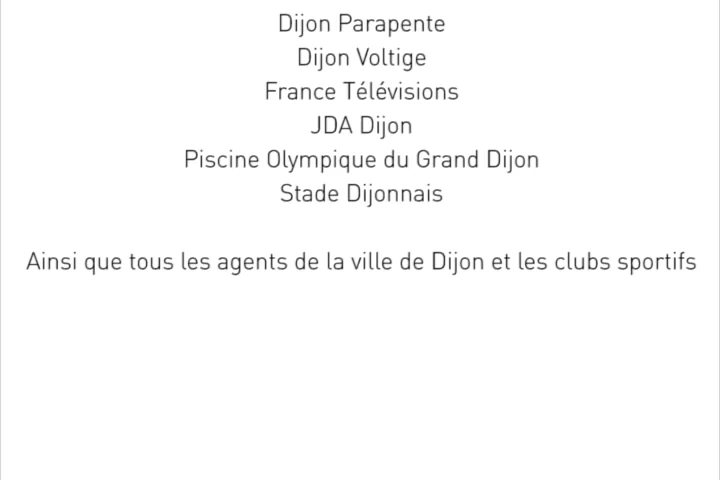 Dijon Parapente
Dijon Voltige
France Télévisions
JDA Dijon
Piscine Olympique du Grand Dijon
Stade Dijonnais
Ainsi que tous les agents de la ville de Dijon et les clubs sportifs